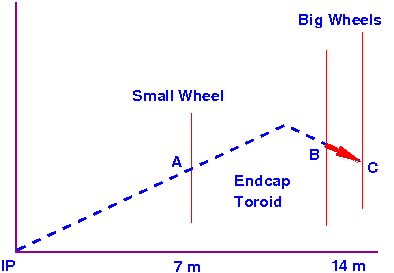 Big Wheels
Small Wheel
A
B
C
Endcap
Toroid
IP
7 m
14 m